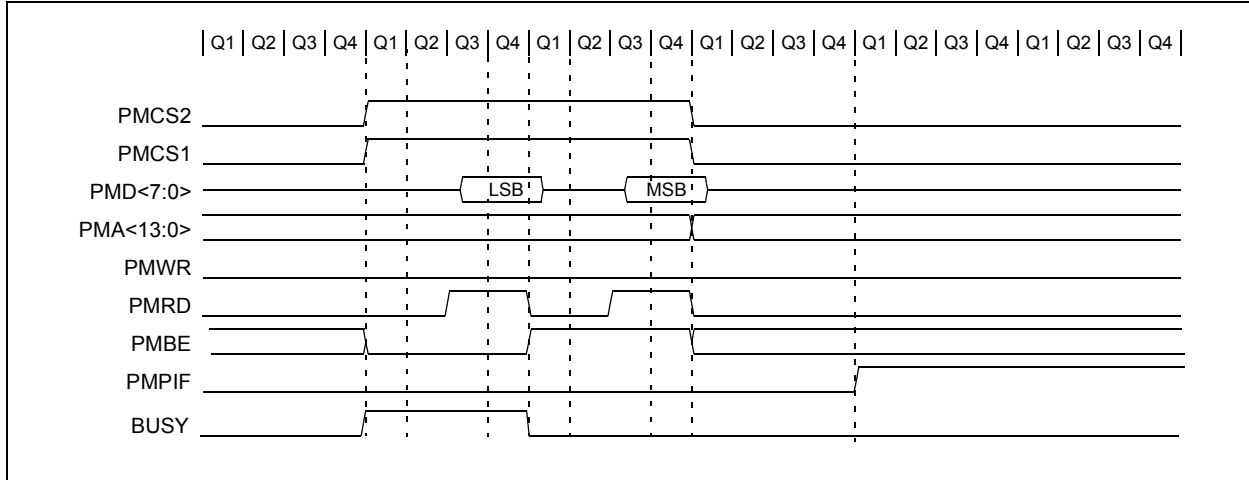 Q1 Q2 Q3 Q4 Q1 Q2 Q3 Q4 Q1 Q2 Q3 Q4 Q1 Q2 Q3 Q4 Q1 Q2 Q3 Q4 Q1 Q2 Q3 Q4
PMCS2
PMCS1
PMD<7:0> LSB MSB
PMA<13:0>
PMWR
PMRD
PMBE
PMPIF
BUSY